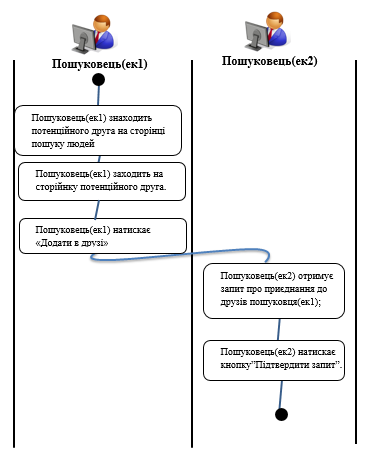 Пошуковець(ек1)
Пошуковець(ек2)
Пошуковець(ек1) знаходить
потенційного друга на сторінці
пошуку людей
Пошуковець(ек1) заходить на
сторійнку потенційного друга.
Пошуковець(ек1) натискає
«Додати в друзі»
Пошуковець(ек2) отримує
запит про приєднання до
друзів пошуковця(ек1);
Пошуковець(ек2) натискає
кнопку”Підтвердити запит”.